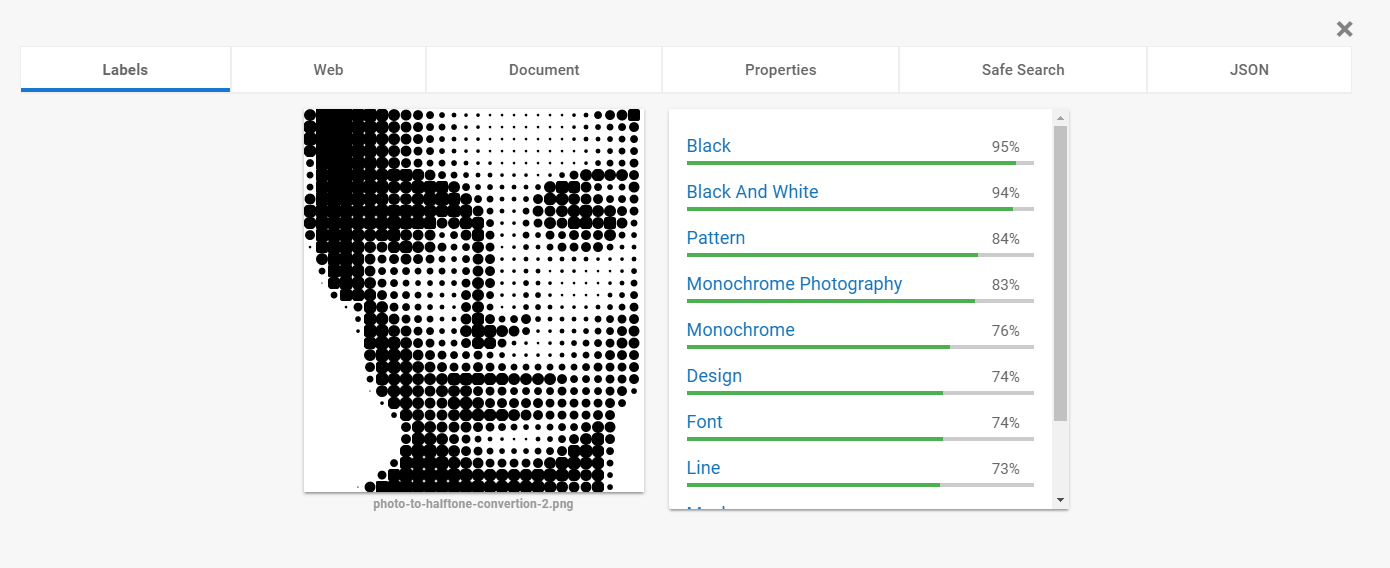 Labels
Web
Document
Properties
Safe Search
JSON
Black 95%
Black And White 94%
Pattern 84%
Monochrome Photography 83%
Monochrome 76%
Design 74%
Font 74%
Line 73%
photo-to-halftone-convertion-2.png